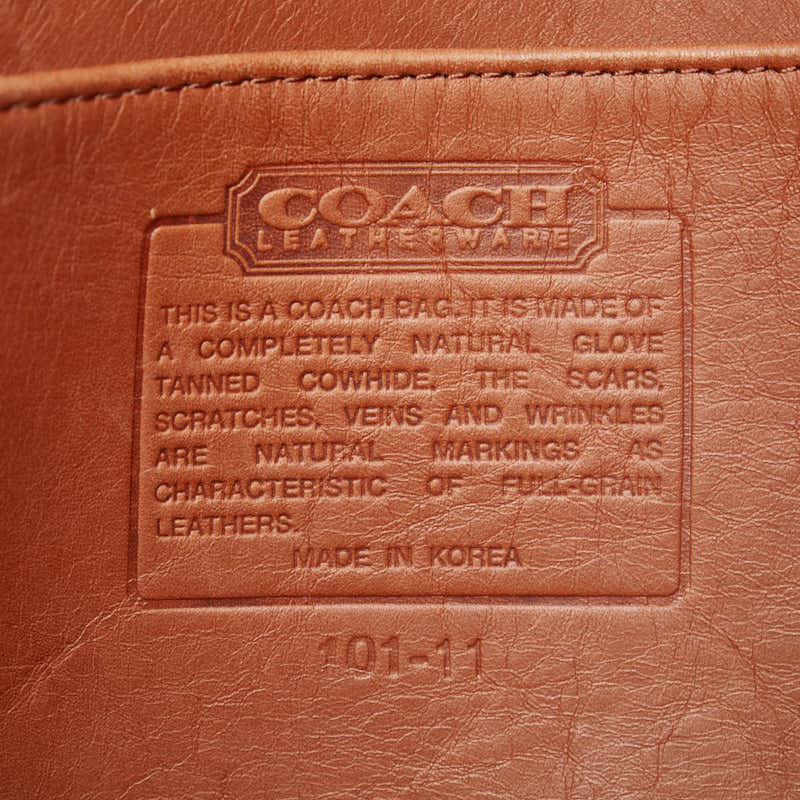 COACH
LEATHERWARE
THIS IS A COACH BAG. IT IS MADE OF
A COMPLETELY NATURAL GLOVE
TANNED COWHIDE. THE SCARS,
SCRATCHES, VEINS AND WRINKLES
ARE NATURAL MARKINGS AS
CHARACTERISTIC OF FULL-GRAIN
LEATHERS.
MADE IN KOREA
101-11